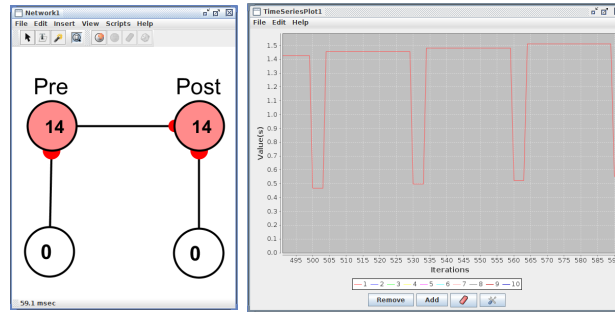 Network1
File Edit Insert View Scripts Help
Pre Post
14 14
0 0
59.1 msec
TimeSeriesPlot1
File Edit Help
Value(s)
1.5
1.4
1.3
1.2
1.1
1.0
0.9
0.8
0.7
0.6
0.5
0.4
0.3
0.2
0.1
0.0
495 500 505 510 515 520 525 530 535 540 545 550 555 560 565 570 575 580 585
Iterations
1 2 3 4 5 6 7 8 9 10
Remove Add